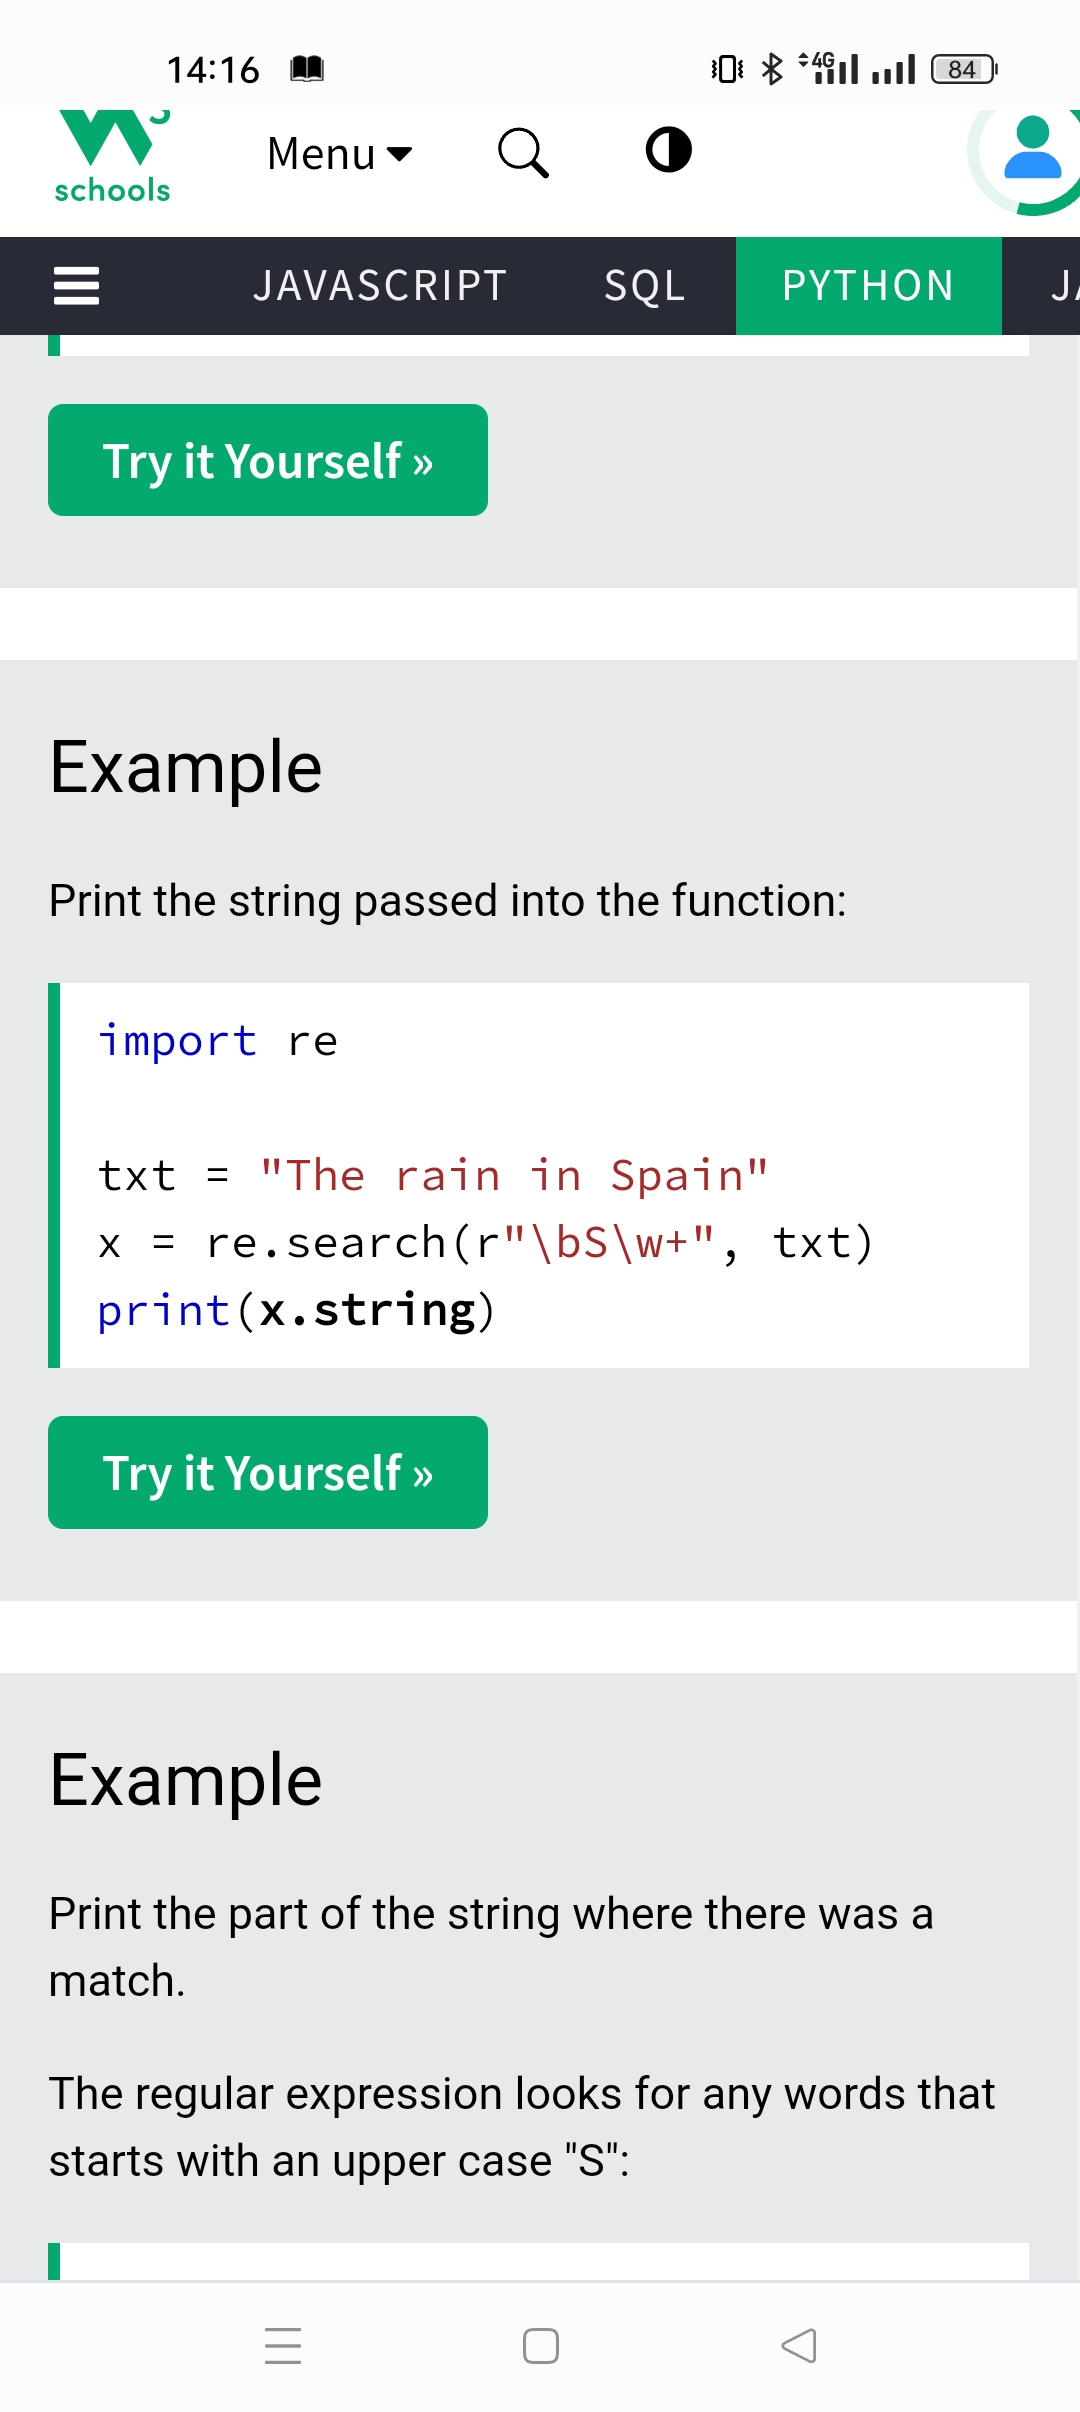 14:16 4G 84
schools
Menu
JAVASCRIPT SQL PYTHON
Try it Yourself »
Example
Print the string passed into the function:
import re
txt = "The rain in Spain"
x = re.search(r"\bS\w+", txt)
print(x.string)
Try it Yourself »
Example
Print the part of the string where there was a
match.
The regular expression looks for any words that
starts with an upper case "S":